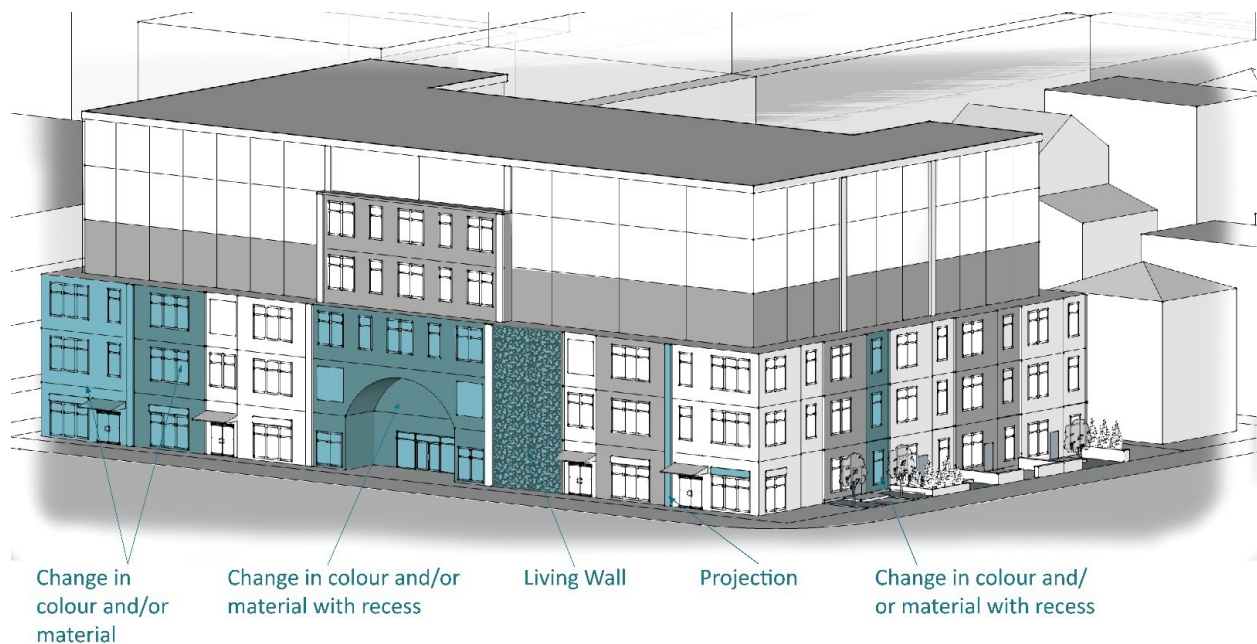 Change in
colour and/or
material
Change in colour and/or
material with recess
Living Wall
Projection
Change in colour and/
or material with recess